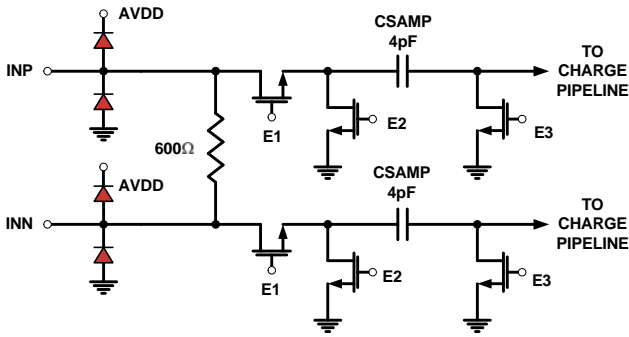 AVDD
CSAMP
4pF
TO
CHARGE
PIPELINE
INP
E1
E2
E3
600Ω
CSAMP
4pF
AVDD
TO
CHARGE
PIPELINE
INN
E1
E2
E3